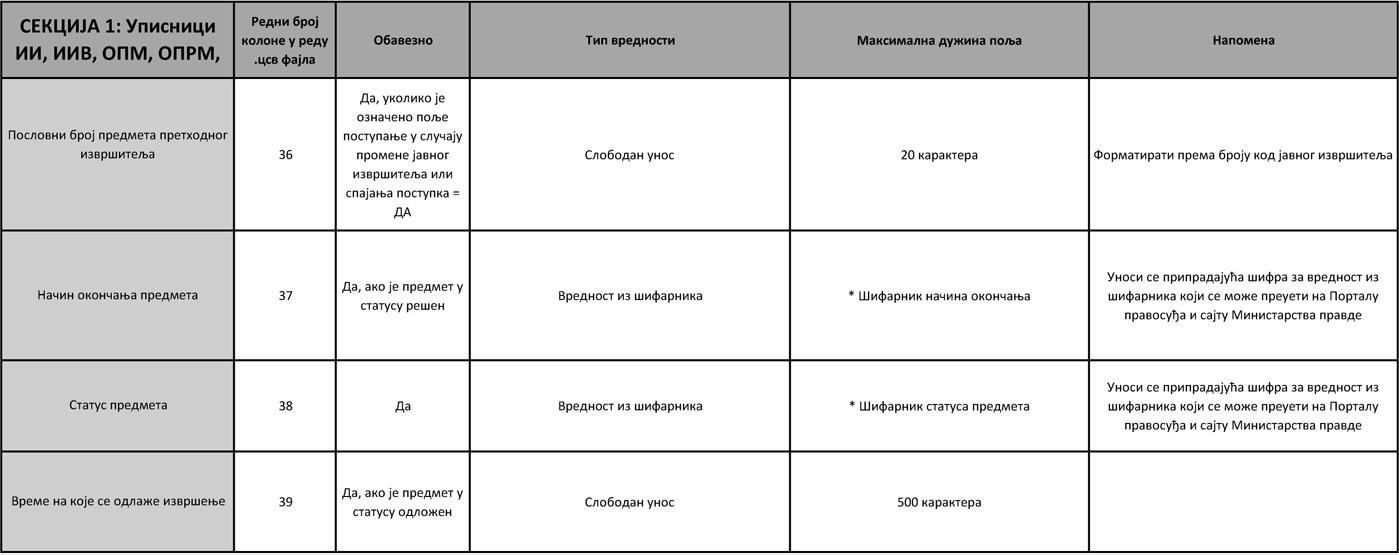 СЕКЦИЈА 1: Уписници
ИИ, ИИВ, ОПМ, ОПРМ,
Редни број
колоне у реду
.цсв фајла
Обавезно
Тип вредности
Максимална дужина поља
Напомена
Пословни број предмета претходног
извршитеља
36
Да, уколико је
означено поље
поступање у случају
промене јавног
извршитеља или
спајања поступка =
ДА
Слободан унос
20 карактера
Форматирати према броју код јавног извршитеља
Начин окончања предмета
37
Да, ако је предмет у
статусу решен
Вредност из шифарника
* Шифарник начина окончања
Уноси се припрадајућа шифра за вредност из
шифарника који се може преуети на Порталу
правосуђа и сајту Министарства правде
Статус предмета
38
Да
Вредност из шифарника
* Шифарник статуса предмета
Уноси се припрадајућа шифра за вредност из
шифарника који се може преуети на Порталу
правосуђа и сајту Министарства правде
Време на које се одлаже извршење
39
Да, ако је предмет у
статусу одложен
Слободан унос
500 карактера